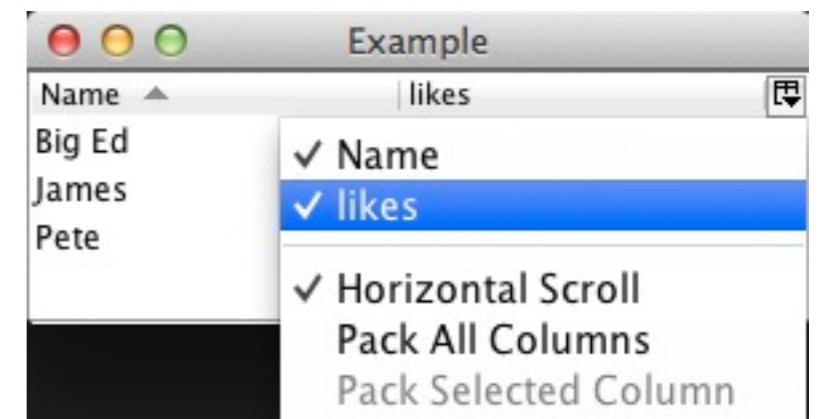 Example
Name likes
Big Ed
James
Pete
✓ Name
✓ likes
✓ Horizontal Scroll
Pack All Columns
Pack Selected Column